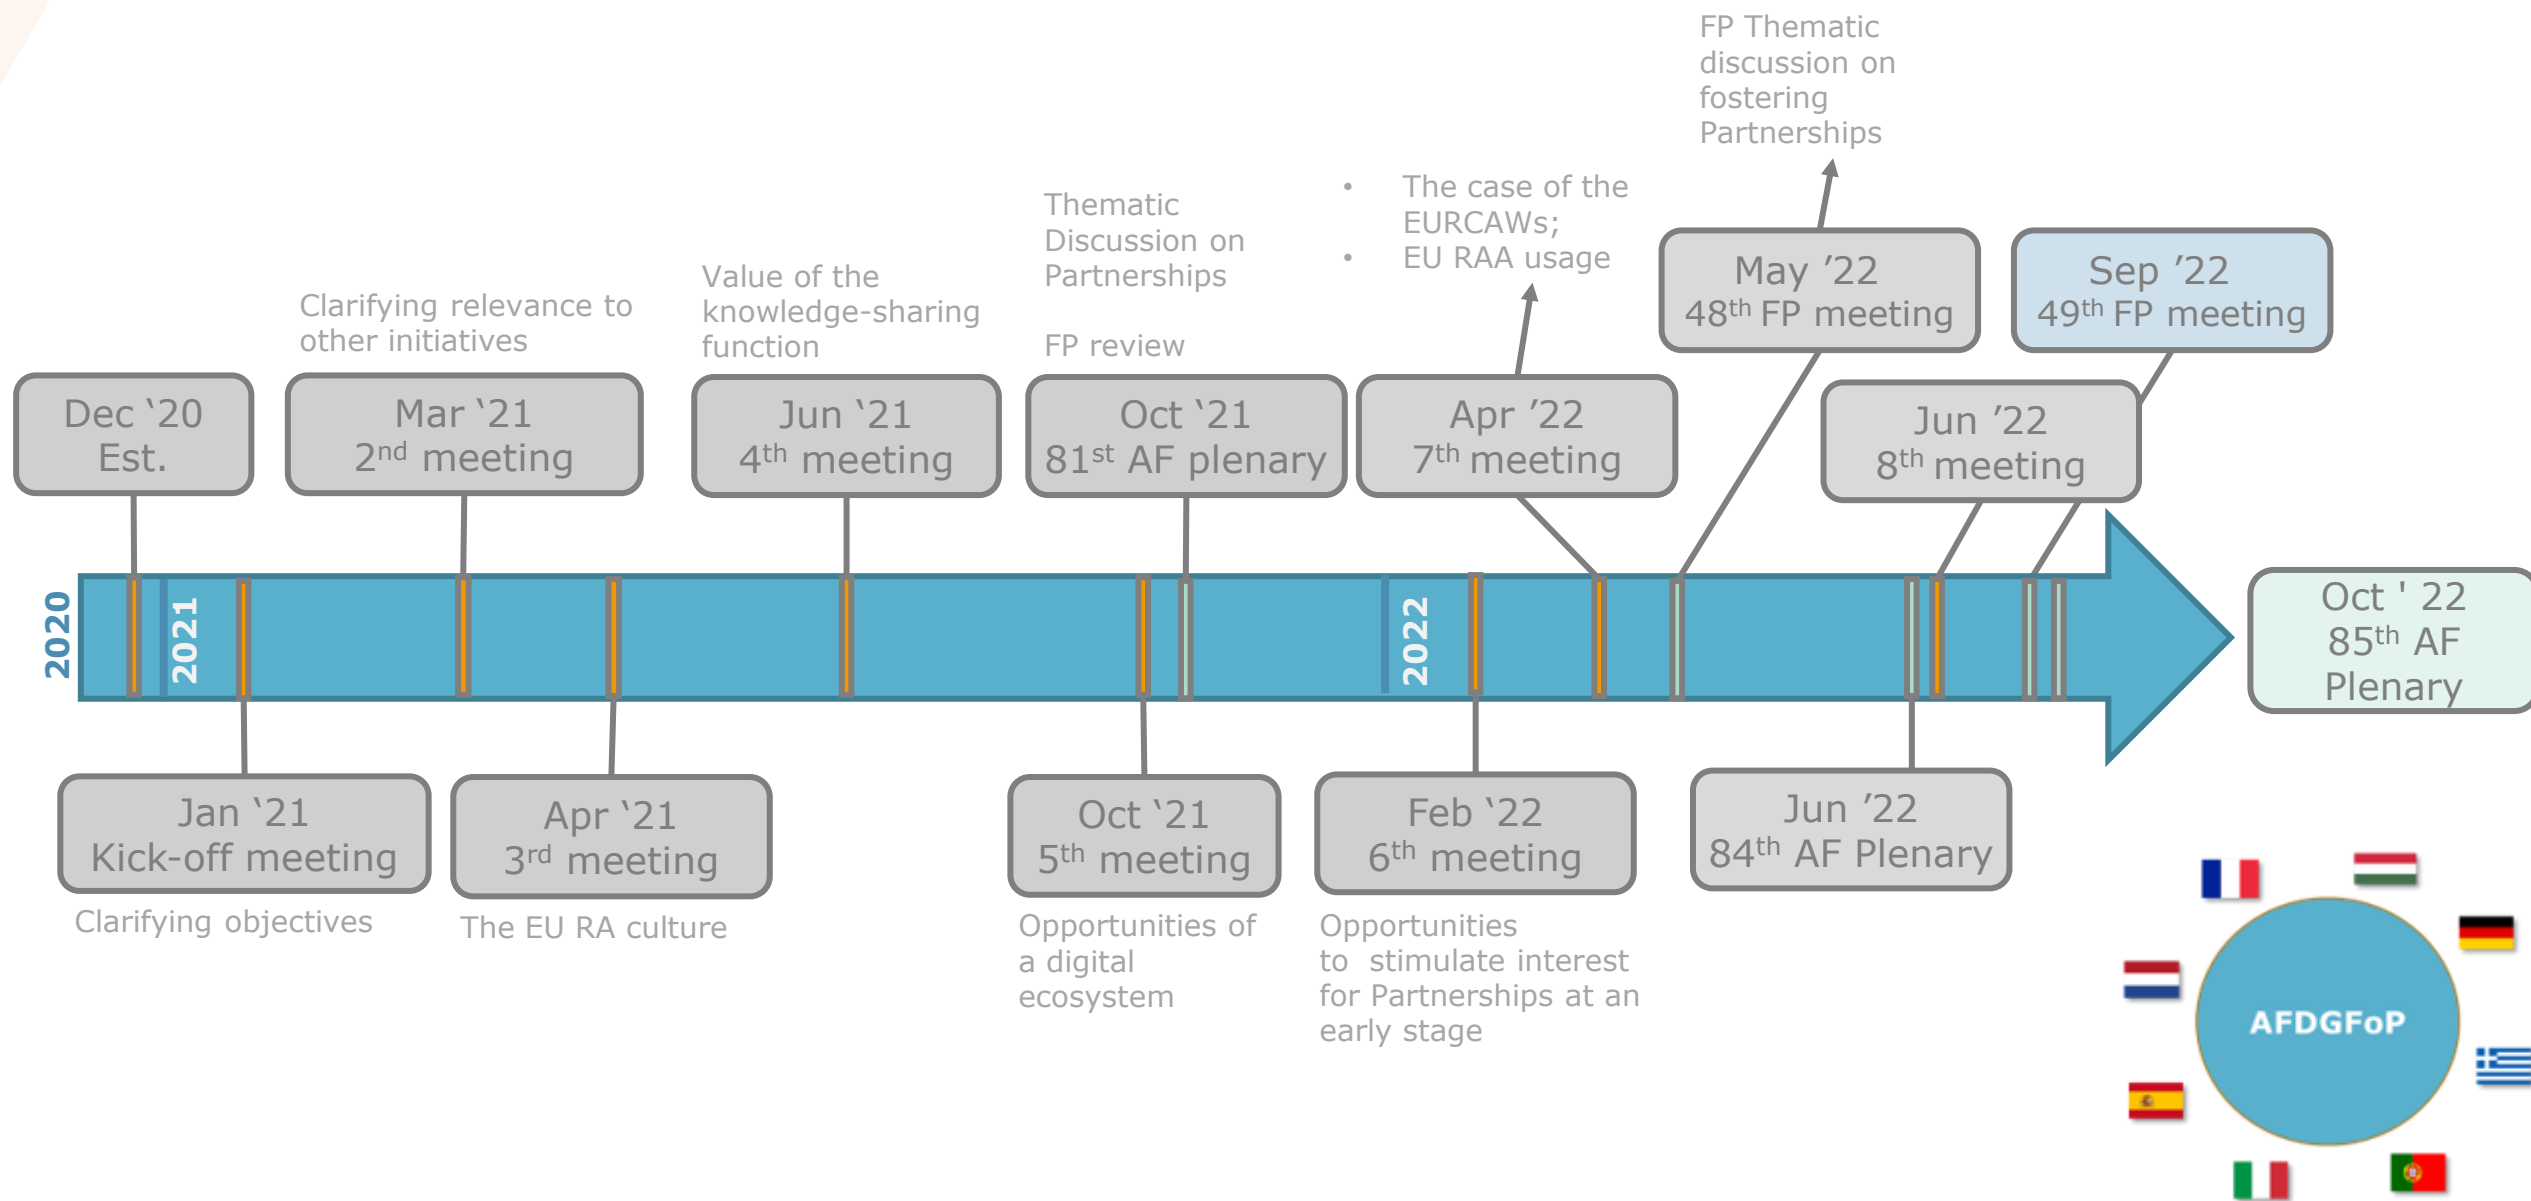 FP Thematic
discussion on
fostering
Partnerships
• The case of the
EURCAWs;
• EU RAA usage
Thematic
Discussion on
Partnerships
FP review
Value of the
knowledge-sharing
function
Clarifying relevance to
other initiatives
May ’22
48th FP meeting
Sep ’22
49th FP meeting
Dec ‘20
Est.
Mar ‘21
2nd meeting
Jun ‘21
4th meeting
Oct ‘21
81st AF plenary
Apr ’22
7th meeting
Jun ’22
8th meeting
2020
2021
2022
Oct ' 22
85th AF
Plenary
Jan ‘21
Kick-off meeting
Clarifying objectives
Apr ‘21
3rd meeting
The EU RA culture
Oct ‘21
5th meeting
Opportunities of
a digital
ecosystem
Feb ‘22
6th meeting
Opportunities
to  stimulate interest
for Partnerships at an
early stage
Jun ’22
84th AF Plenary
AFDGFoP